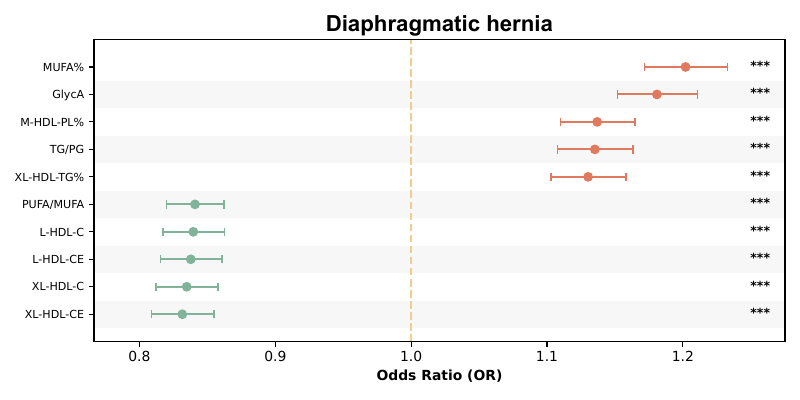 Diaphragmatic hernia
MUFA% ***
GlycA ***
M-HDL-PL% ***
TG/PG ***
XL-HDL-TG% ***
PUFA/MUFA ***
L-HDL-C ***
L-HDL-CE ***
XL-HDL-C ***
XL-HDL-CE ***
0.8 0.9 1.0 1.1 1.2
Odds Ratio (OR)